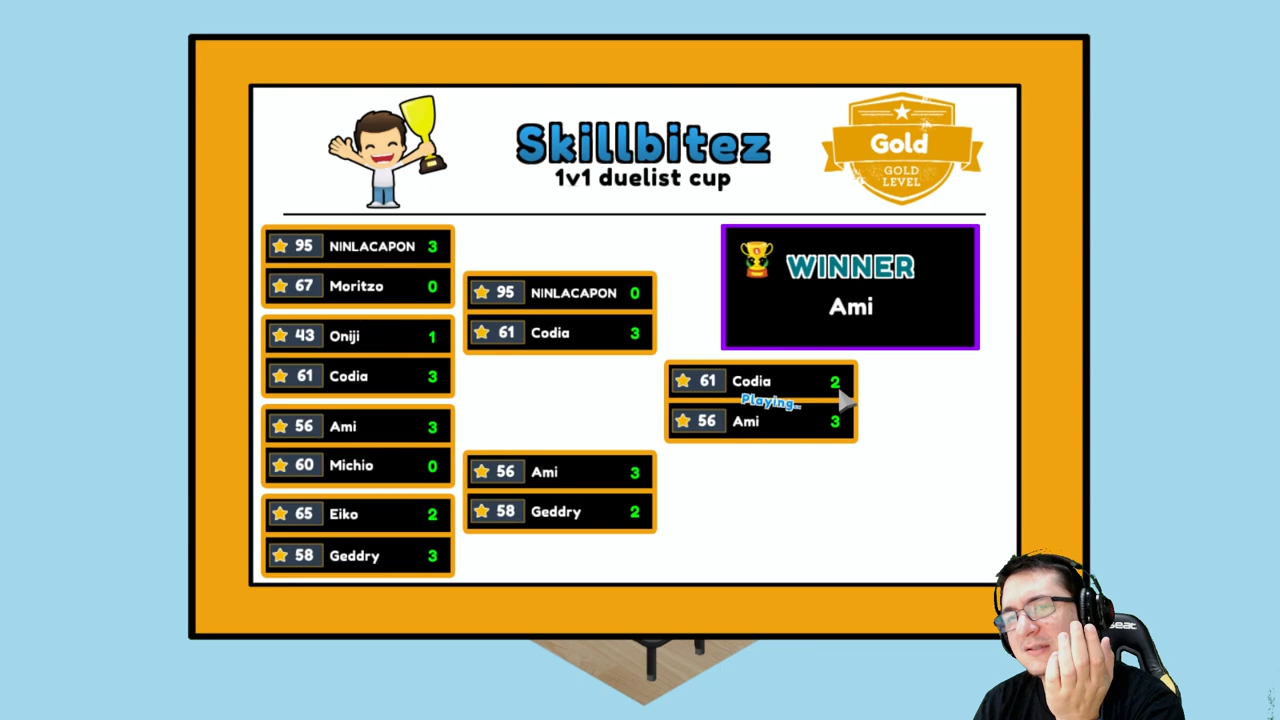 Skillbitez
1v1 duelist cup
Gold
GOLD
LEVEL
95 NINLACAPON 3
67 Moritzo 0
43 Oniji 1
61 Codia 3
56 Ami 3
60 Michio 0
65 Eiko 2
58 Geddry 3
95 NINLACAPON 0
61 Codia 3
56 Ami 3
58 Geddry 2
61 Codia 2
Playing..
56 Ami 3
WINNER
Ami
seat